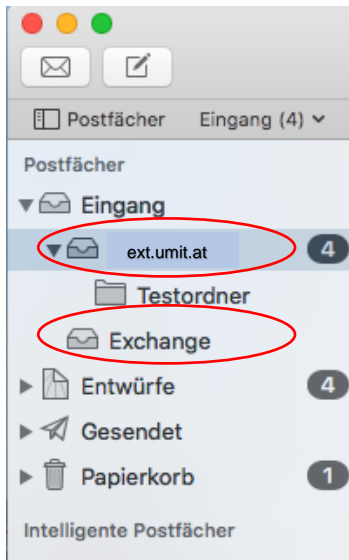 Postfächer Eingang (4)
Postfächer
Eingang
ext.umit.at 4
Testordner
Exchange
Entwürfe 4
Gesendet
Papierkorb 1
Intelligente Postfächer